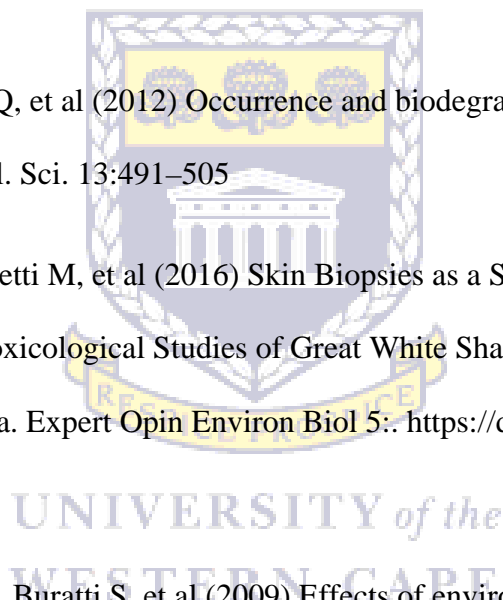 Q, et al (2012) Occurrence and biodegra
l. Sci. 13:491–505
etti M, et al (2016) Skin Biopsies as a S
oxicological Studies of Great White Sha
a. Expert Opin Environ Biol 5:. https://d
RESPICE PROSPICE
UNIVERSITY of the
WESTERN CAPE
Buratti S, et al (2009) Effects of enviro